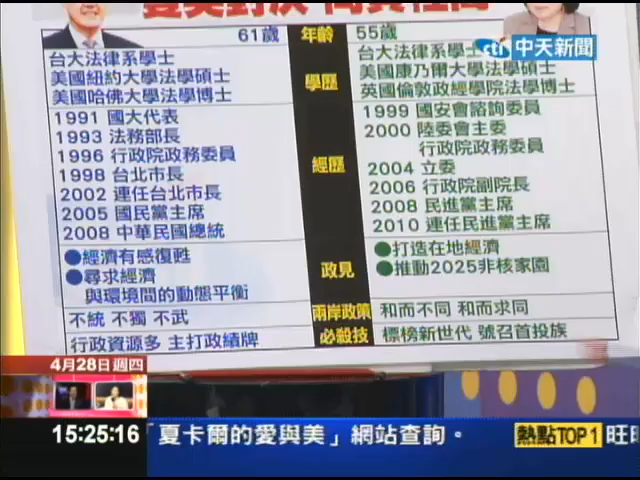 61歲 年齡 55歲
台大法律系學士
美國紐約大學法學碩士
美國哈佛大學法學博士
學歷
台大法律系學士
美國康乃爾大學法學碩士
英國倫敦政經學院法學博士
1991 國大代表
1993 法務部長
1996 行政院政務委員
1998 台北市長
2002 連任台北市長
2005 國民黨主席
2008 中華民國總統
經歷
1999 國安會諮詢委員
2000 陸委會主委
行政院政務委員
2004 立委
2006 行政院副院長
2008 民進黨主席
2010 連任民進黨主席
●經濟有感復甦
●尋求經濟
與環境間的動態平衡
政見
●打造在地經濟
●推動2025非核家園
不統 不獨 不武 兩岸政策 和而不同 和而求同
行政資源多 主打政績牌 必殺技 標榜新世代 號召首投族
cti 中天新聞
4月28日週四
15:25:16 「夏卡爾的愛與美」網站查詢。 熱點TOP1 旺旺